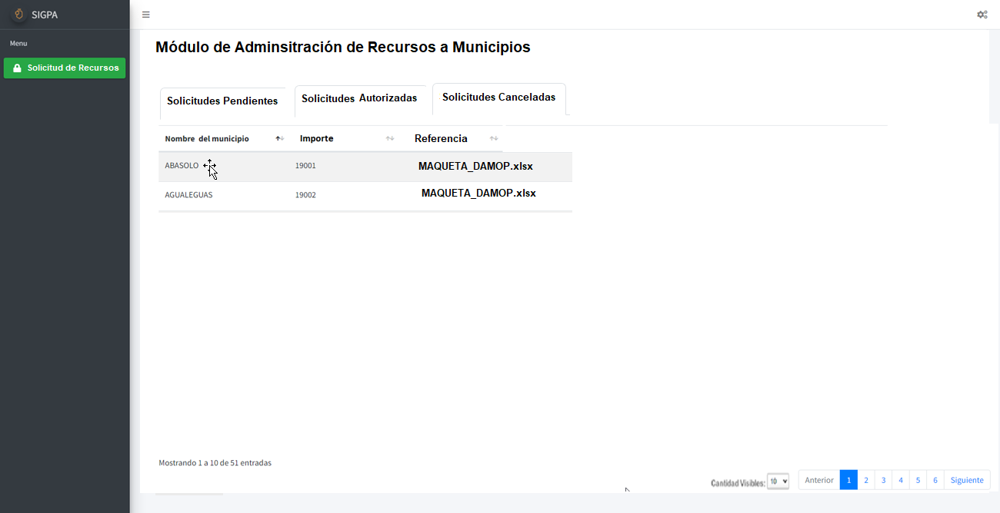 SIGPA
Menu
Solicitud de Recursos
Módulo de Adminsitración de Recursos a Municipios
Solicitudes Pendientes Solicitudes Autorizadas Solicitudes Canceladas
Nombre del municipio Importe Referencia
ABASOLO 19001 MAQUETA_DAMOP.xlsx
AGUALEGUAS 19002 MAQUETA_DAMOP.xlsx
Mostrando 1 a 10 de 51 entradas
Cantidad Visibles: 10 Anterior 1 2 3 4 5 6 Siguiente